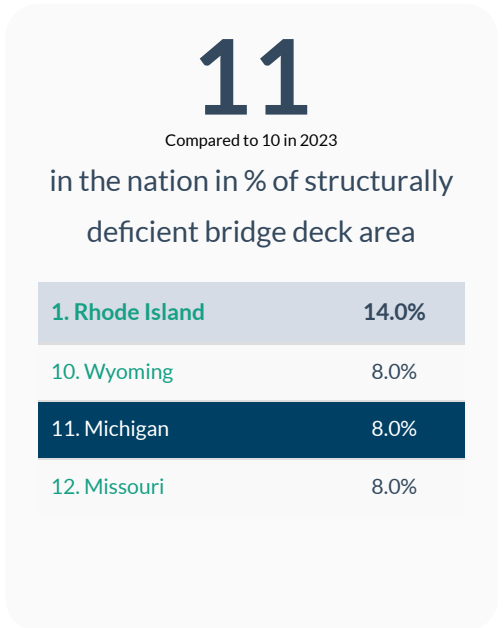 11
Compared to 10 in 2023
in the nation in % of structurally
deficient bridge deck area
1. Rhode Island 14.0%
10. Wyoming 8.0%
11. Michigan 8.0%
12. Missouri 8.0%